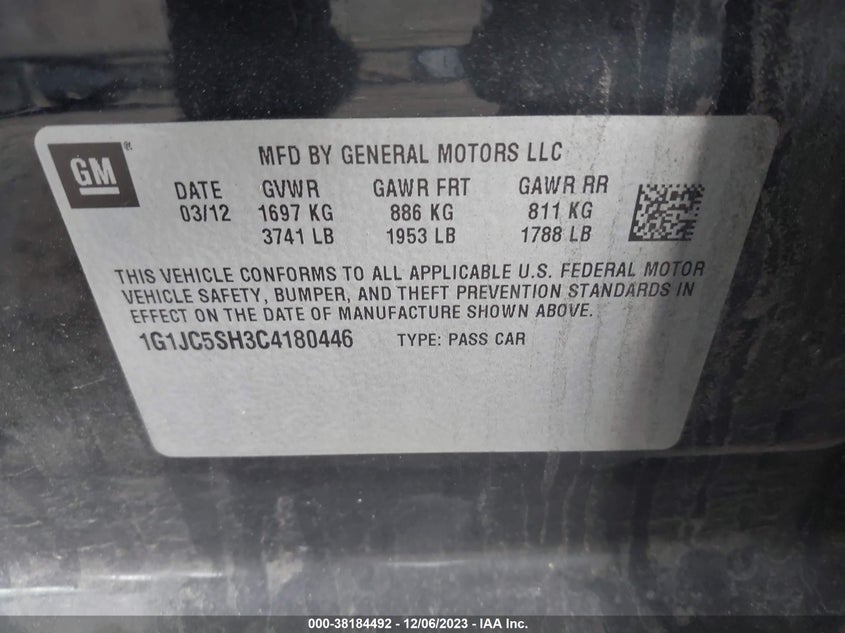 GM®
MFD BY GENERAL MOTORS LLC
DATE GVWR GAWR FRT GAWR RR
03/12 1697 KG 886 KG 811 KG
3741 LB 1953 LB 1788 LB
THIS VEHICLE CONFORMS TO ALL APPLICABLE U.S. FEDERAL MOTOR
VEHICLE SAFETY, BUMPER, AND THEFT PREVENTION STANDARDS IN
EFFECT ON THE DATE OF MANUFACTURE SHOWN ABOVE.
1G1JC5SH3C4180446 TYPE: PASS CAR
000-38184492 - 12/06/2023 - IAA Inc.